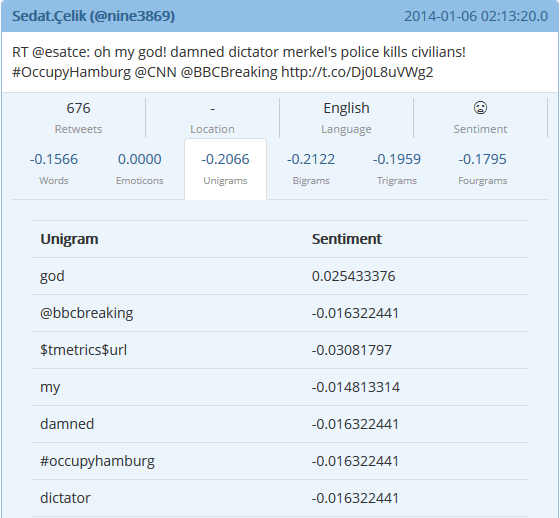 Sedat.Çelik (@nine3869) 2014-01-06 02:13:20.0
RT @esatce: oh my god! damned dictator merkel's police kills civilians!
#OccupyHamburg @CNN @BBCBreaking http://t.co/Dj0L8uVWg2
676 - English
Retweets Location Language Sentiment
-0.1566 0.0000 -0.2066 -0.2122 -0.1959 -0.1795
Words Emoticons Unigrams Bigrams Trigrams Fourgrams
Unigram Sentiment
god 0.025433376
@bbcbreaking -0.016322441
$tmetrics$url -0.03081797
my -0.014813314
damned -0.016322441
#occupyhamburg -0.016322441
dictator -0.016322441